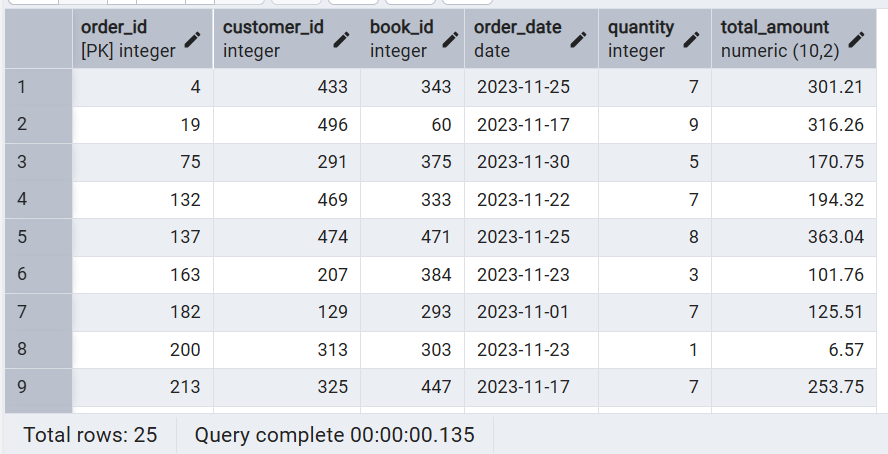 order_id customer_id book_id order_date quantity total_amount
[PK] integer integer integer date integer numeric (10,2)
1 4 433 343 2023-11-25 7 301.21
2 19 496 60 2023-11-17 9 316.26
3 75 291 375 2023-11-30 5 170.75
4 132 469 333 2023-11-22 7 194.32
5 137 474 471 2023-11-25 8 363.04
6 163 207 384 2023-11-23 3 101.76
7 182 129 293 2023-11-01 7 125.51
8 200 313 303 2023-11-23 1 6.57
9 213 325 447 2023-11-17 7 253.75
Total rows: 25 Query complete 00:00:00.135